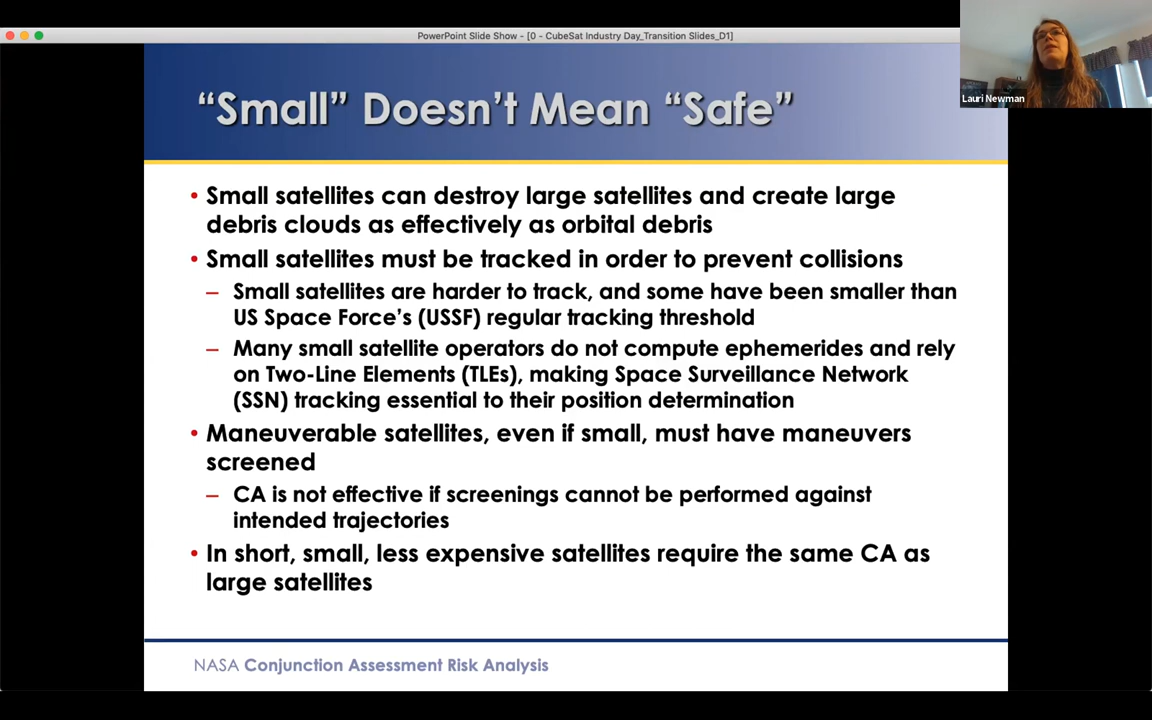 PowerPoint Slide Show - [0 - CubeSat Industry Day_Transition Slides_D1]
Lauri Newman
“Small” Doesn’t Mean “Safe”
• Small satellites can destroy large satellites and create large
debris clouds as effectively as orbital debris
• Small satellites must be tracked in order to prevent collisions
– Small satellites are harder to track, and some have been smaller than
US Space Force’s (USSF) regular tracking threshold
– Many small satellite operators do not compute ephemerides and rely
on Two-Line Elements (TLEs), making Space Surveillance Network
(SSN) tracking essential to their position determination
• Maneuverable satellites, even if small, must have maneuvers
screened
– CA is not effective if screenings cannot be performed against
intended trajectories
• In short, small, less expensive satellites require the same CA as
large satellites
NASA Conjunction Assessment Risk Analysis